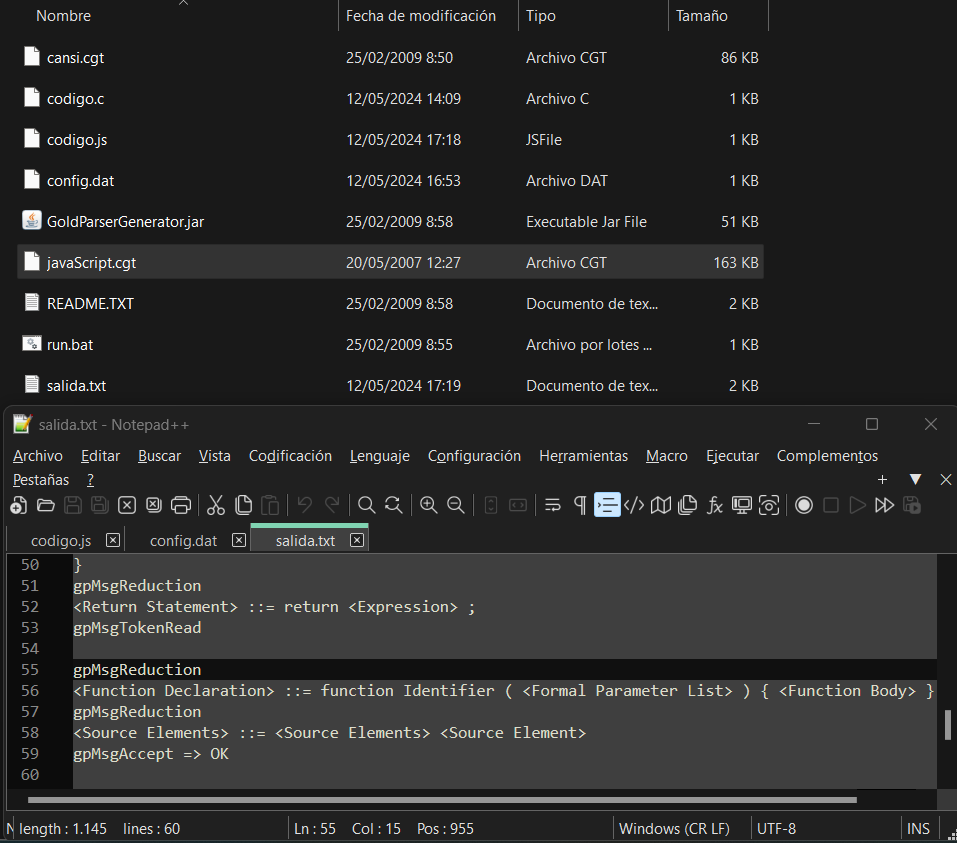 Nombre Fecha de modificación Tipo Tamaño
cansi.cgt 25/02/2009 8:50 Archivo CGT 86 KB
codigo.c 12/05/2024 14:09 Archivo C 1 KB
codigo.js 12/05/2024 17:18 JSFile 1 KB
config.dat 12/05/2024 16:53 Archivo DAT 1 KB
GoldParserGenerator.jar 25/02/2009 8:58 Executable Jar File 51 KB
javaScript.cgt 20/05/2007 12:27 Archivo CGT 163 KB
README.TXT 25/02/2009 8:58 Documento de tex... 2 KB
run.bat 25/02/2009 8:55 Archivo por lotes ... 1 KB
salida.txt 12/05/2024 17:19 Documento de tex... 2 KB
salida.txt - Notepad++
Archivo Editar Buscar Vista Codificación Lenguaje Configuración Herramientas Macro Ejecutar Complementos
Pestañas ?
codigo.js config.dat salida.txt
50 }
51 gpMsgReduction
52 <Return Statement> ::= return <Expression> ;
53 gpMsgTokenRead
54
55 gpMsgReduction
56 <Function Declaration> ::= function Identifier ( <Formal Parameter List> ) { <Function Body> }
57 gpMsgReduction
58 <Source Elements> ::= <Source Elements> <Source Element>
59 gpMsgAccept => OK
60
N length : 1.145 lines : 60 Ln : 55 Col : 15 Pos : 955 Windows (CR LF) UTF-8 INS